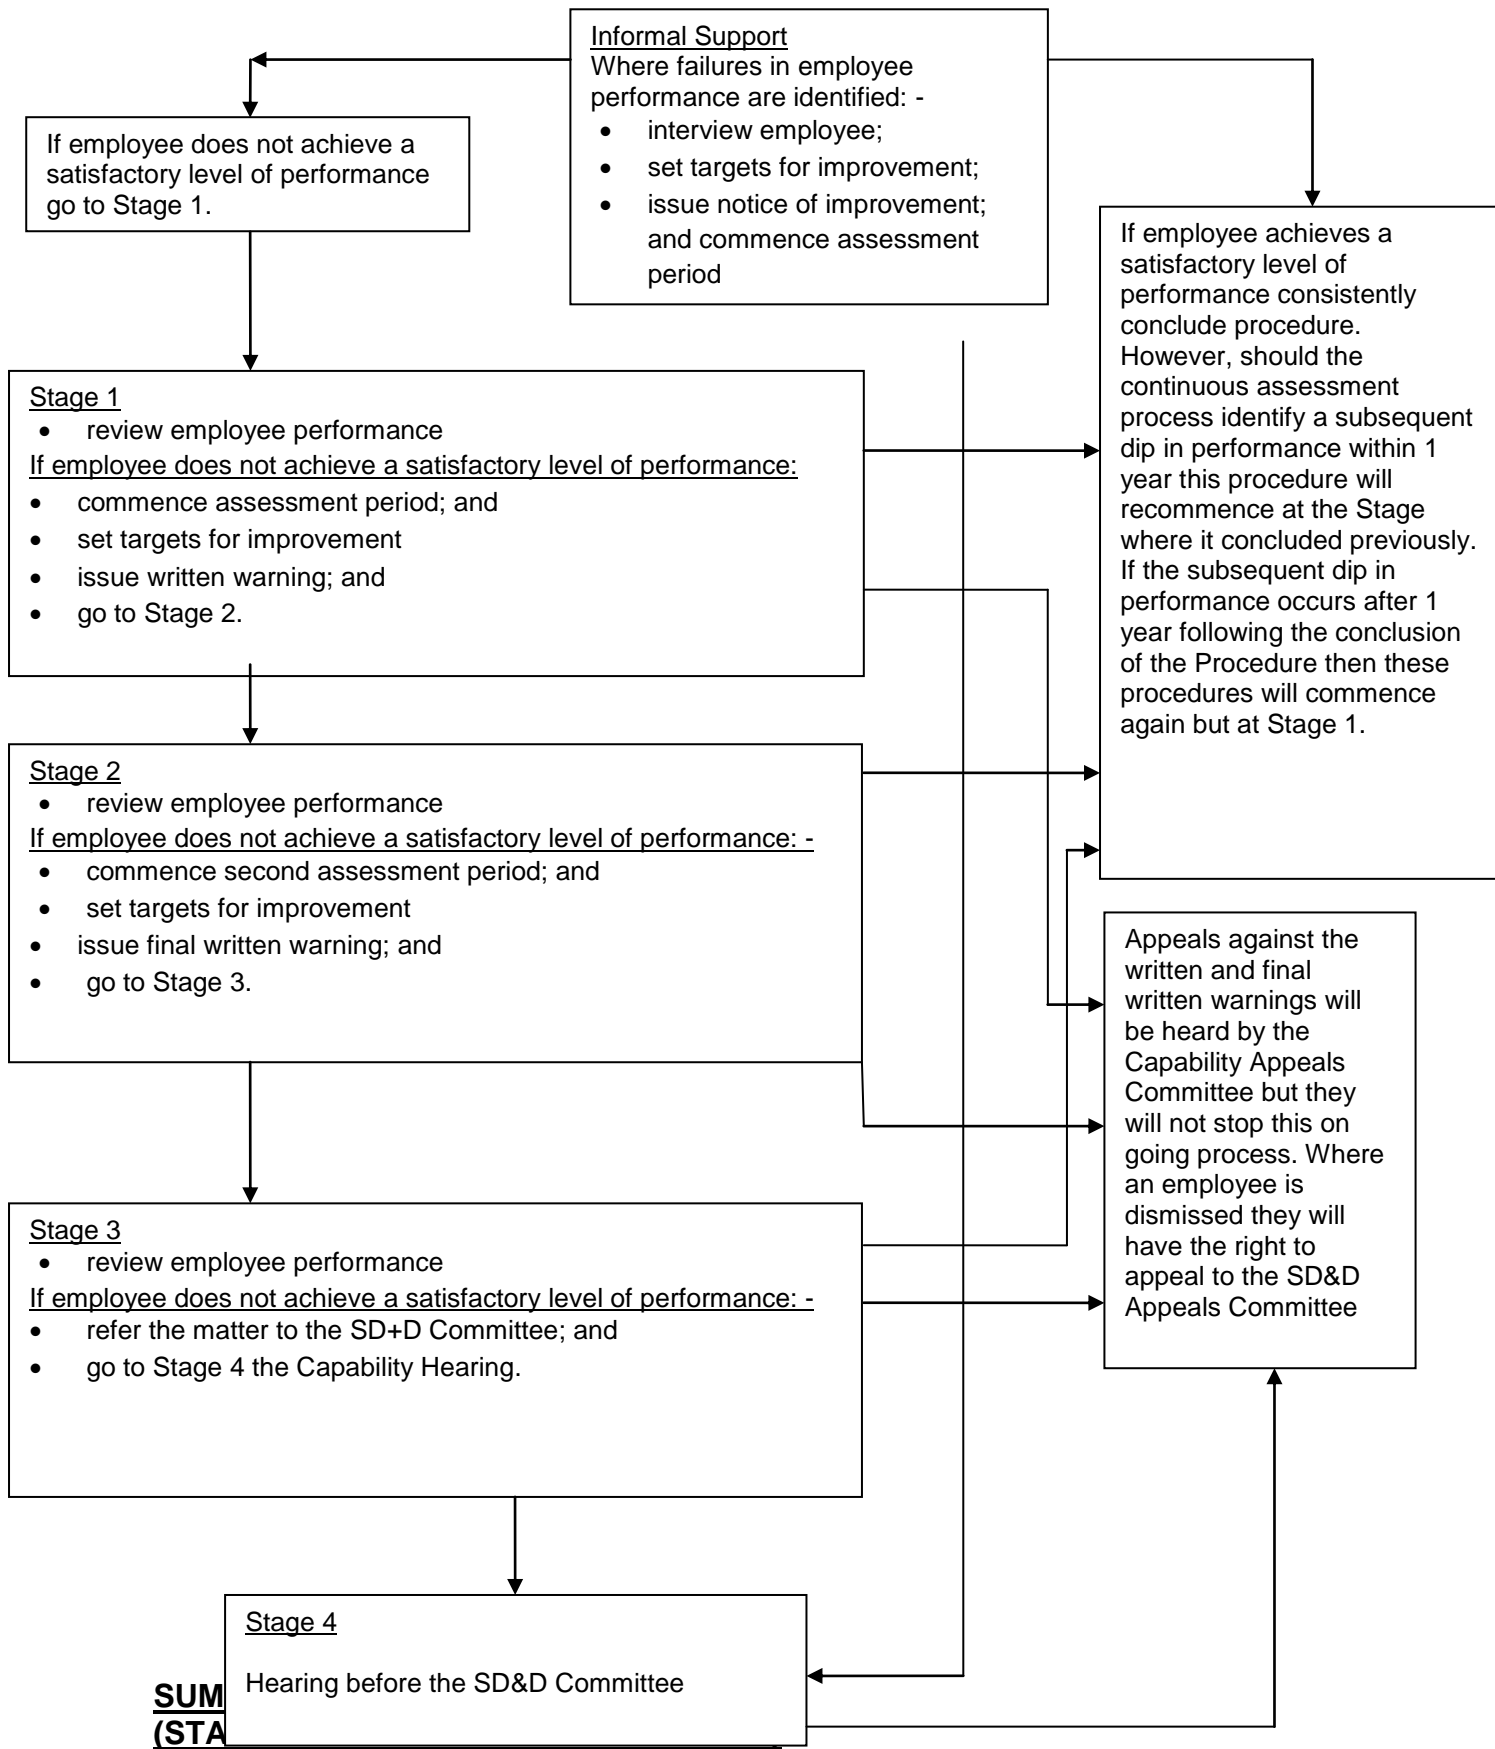 Informal Support
Where failures in employee
performance are identified: -
• interview employee;
• set targets for improvement;
• issue notice of improvement;
and commence assessment
period
If employee does not achieve a
satisfactory level of performance
go to Stage 1.
If employee achieves a
satisfactory level of
performance consistently
conclude procedure.
However, should the
continuous assessment
process identify a subsequent
dip in performance within 1
year this procedure will
recommence at the Stage
where it concluded previously.
If the subsequent dip in
performance occurs after 1
year following the conclusion
of the Procedure then these
procedures will commence
again but at Stage 1.
Stage 1
• review employee performance
If employee does not achieve a satisfactory level of performance:
• commence assessment period; and
• set targets for improvement
• issue written warning; and
• go to Stage 2.
Stage 2
• review employee performance
If employee does not achieve a satisfactory level of performance: -
• commence second assessment period; and
• set targets for improvement
• issue final written warning; and
• go to Stage 3.
Appeals against the
written and final
written warnings will
be heard by the
Capability Appeals
Committee but they
will not stop this on
going process. Where
an employee is
dismissed they will
have the right to
appeal to the SD&D
Appeals Committee
Stage 3
• review employee performance
If employee does not achieve a satisfactory level of performance: -
• refer the matter to the SD+D Committee; and
• go to Stage 4 the Capability Hearing.
Stage 4
Hearing before the SD&D Committee
SUM
(STA